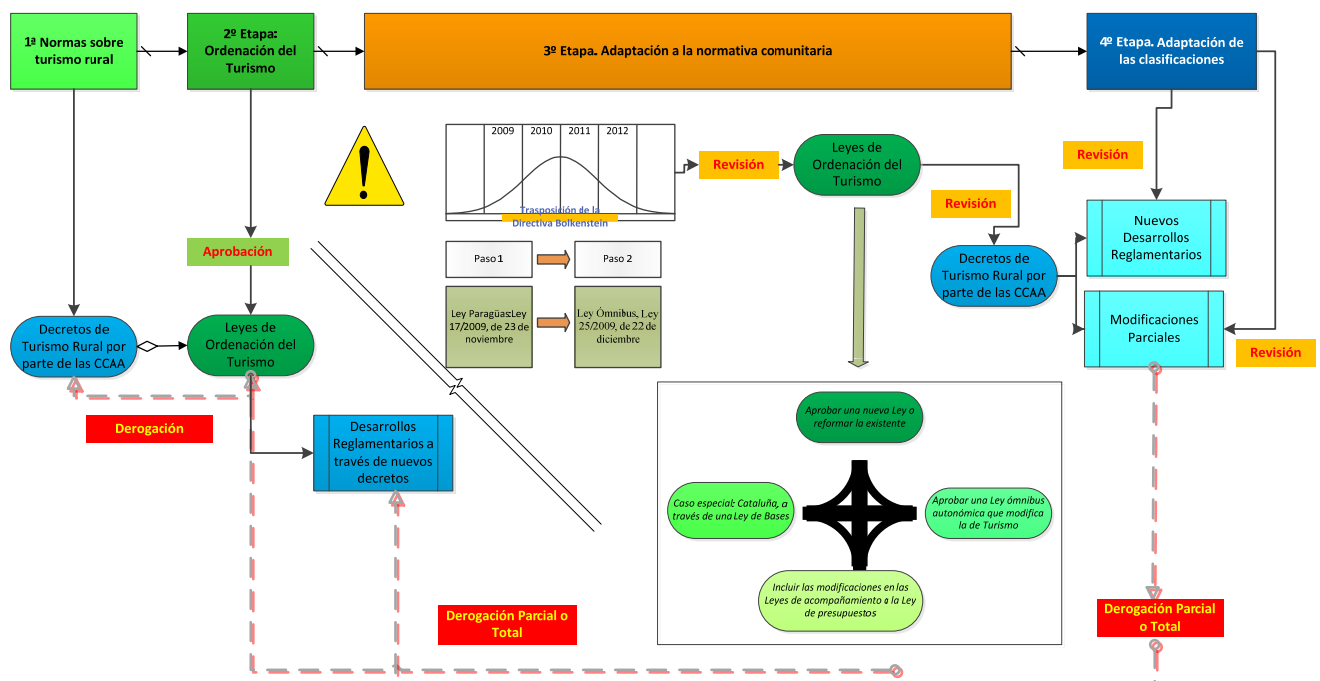 1ª Normas sobre
turismo rural
2º Etapa:
Ordenación del
Turismo
3º Etapa. Adaptación a la normativa comunitaria
4º Etapa. Adaptación de
las clasificaciones
2009 2010 2011 2012
Trasposición de la
Directiva Bolkenstein
Revisión
Leyes de
Ordenación del
Turismo
Revisión
Revisión
Nuevos
Desarrollos
Reglamentarios
Aprobación
Paso 1
Paso 2
Decretos de
Turismo Rural por
parte de las CCAA
Ley Paragüas:Ley
17/2009, de 23 de
noviembre
Ley Ómnibus, Ley
25/2009, de 22 de
diciembre
Modificaciones
Parciales
Revisión
Decretos de
Turismo Rural por
parte de las CCAA
Leyes de
Ordenación del
Turismo
Derogación
Desarrollos
Reglamentarios a
través de nuevos
decretos
Aprobar una nueva Ley o
reformar la existente
Caso especial: Cataluña, a
través de una Ley de Bases
Aprobar una Ley ómnibus
autonómica que modifica
la de Turismo
Incluir las modificaciones en las
Leyes de acompañamiento a la Ley
de presupuestos
Derogación Parcial o
Total
Derogación Parcial
o Total